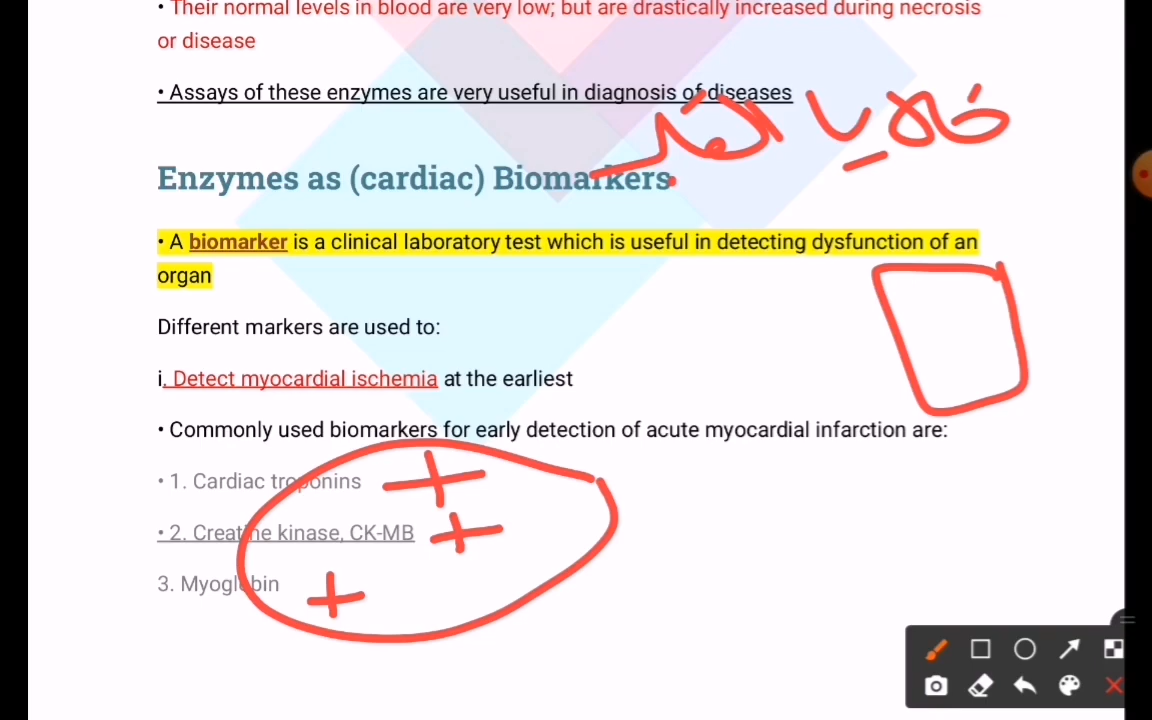 • Their normal levels in blood are very low; but are drastically increased during necrosis
or disease
• Assays of these enzymes are very useful in diagnosis of diseases
Enzymes as (cardiac) Biomarkers.
• A biomarker is a clinical laboratory test which is useful in detecting dysfunction of an
organ
Different markers are used to:
i. Detect myocardial ischemia at the earliest
• Commonly used biomarkers for early detection of acute myocardial infarction are:
• 1. Cardiac troponins
• 2. Creatine kinase, CK-MB
3. Myoglobin